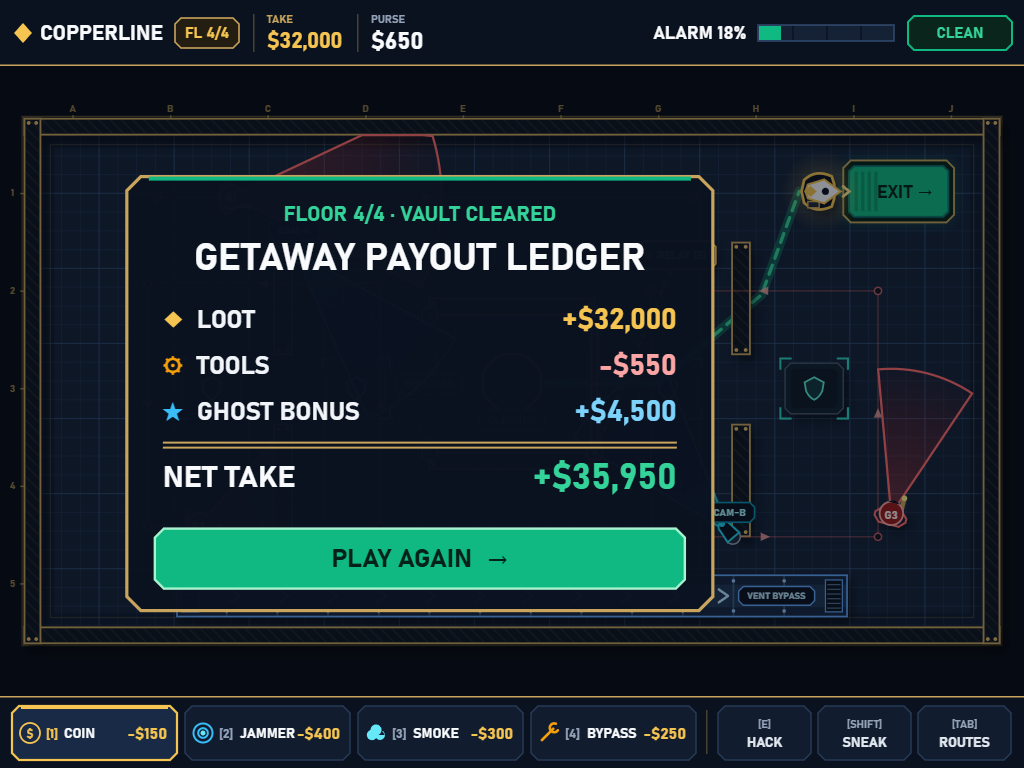 COPPERLINE FL 4/4 TAKE $32,000 PURSE $650 ALARM 18% CLEAN
A B C D E F G H I J
1
EXIT →
FLOOR 4/4 · VAULT CLEARED
GETAWAY PAYOUT LEDGER
2
LOOT +$32,000
TOOLS -$550
3
GHOST BONUS +$4,500
NET TAKE +$35,950
4
CAM-B
G3
PLAY AGAIN →
5
VENT BYPASS
$ [1] COIN -$150
[2] JAMMER -$400
[3] SMOKE -$300
[4] BYPASS -$250
[E]
HACK
[SHIFT]
SNEAK
[TAB]
ROUTES